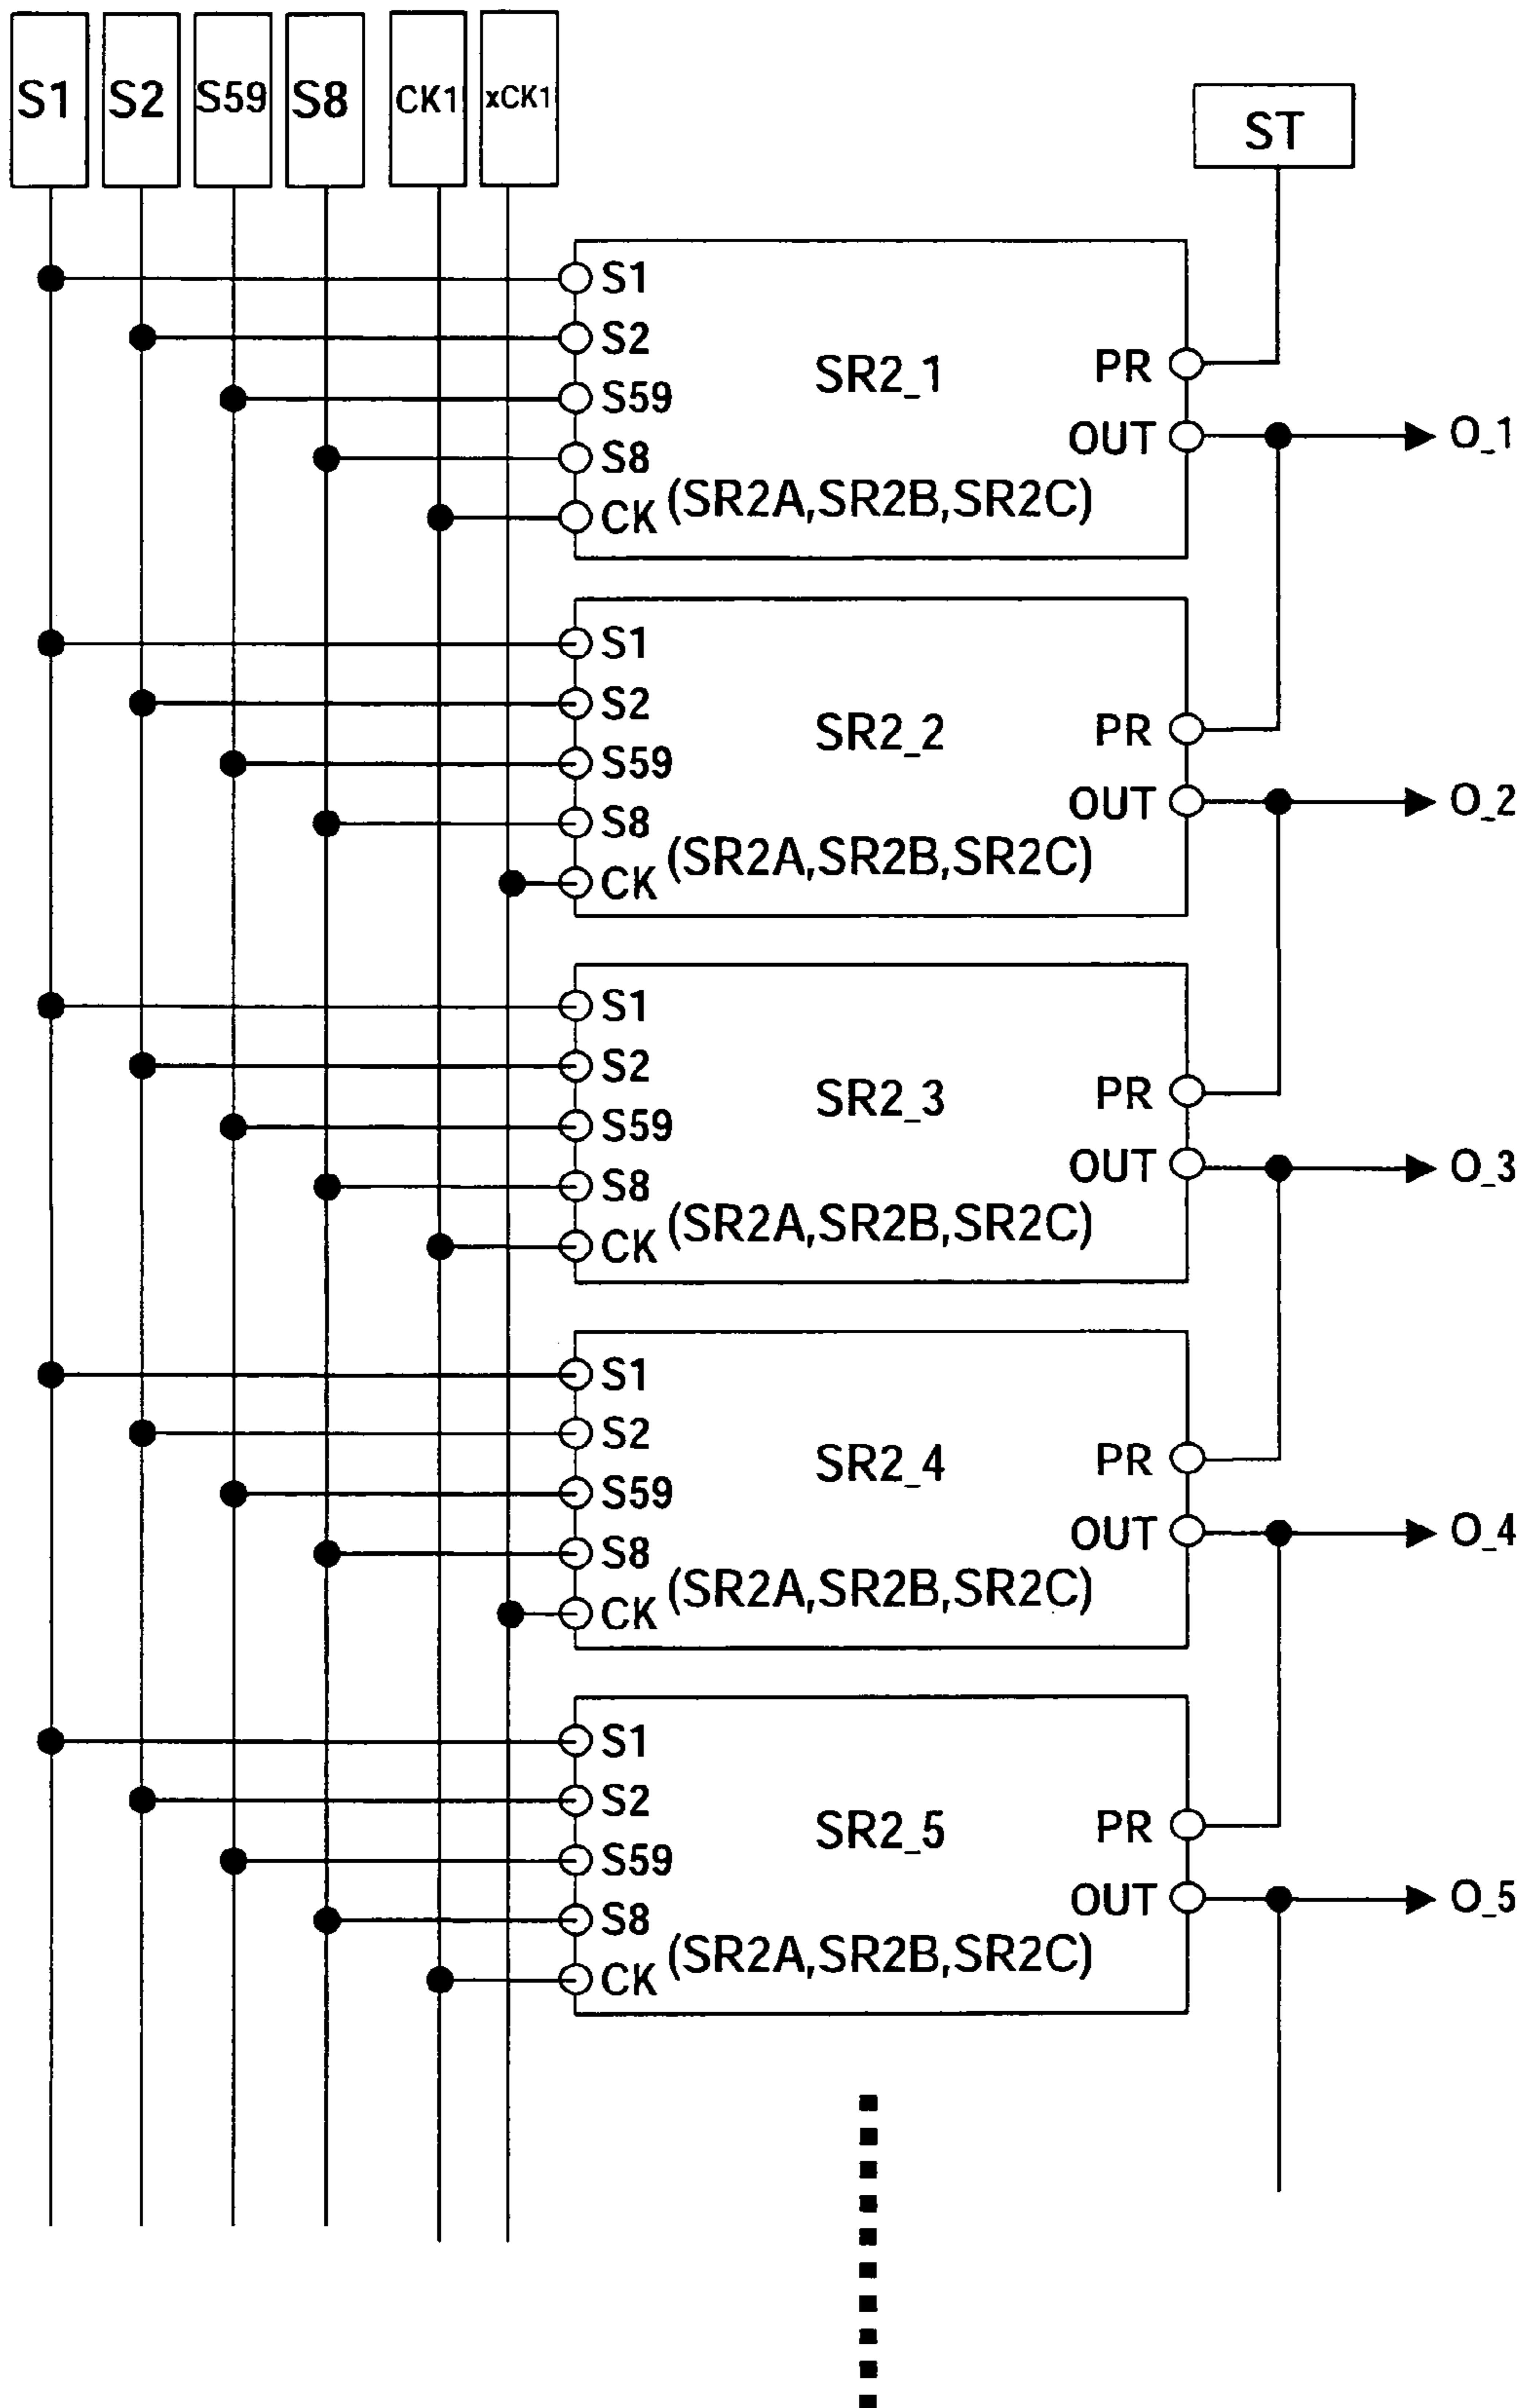 S1 S2 S59 S8 CK1 xCK1
ST
S1
S2
SR2_1
PR
S59
OUT
O_1
S8
(SR2A,SR2B,SR2C)
CK
S1
S2
SR2_2
PR
S59
OUT
O_2
S8
(SR2A,SR2B,SR2C)
CK
S1
S2
SR2_3
PR
S59
OUT
O_3
S8
(SR2A,SR2B,SR2C)
CK
S1
S2
SR2_4
PR
S59
OUT
O_4
S8
(SR2A,SR2B,SR2C)
CK
S1
S2
SR2_5
PR
S59
OUT
O_5
S8
(SR2A,SR2B,SR2C)
CK